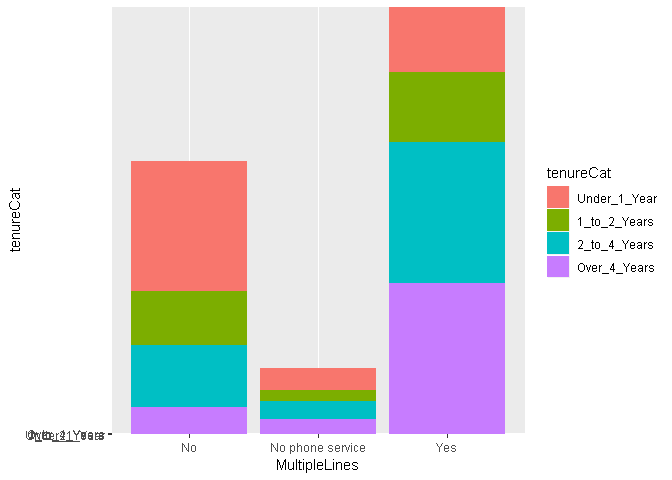 tenureCat
tenureCat
Under_1_Year
1_to_2_Years
2_to_4_Years
Over_4_Years
No
No phone service
Yes
MultipleLines